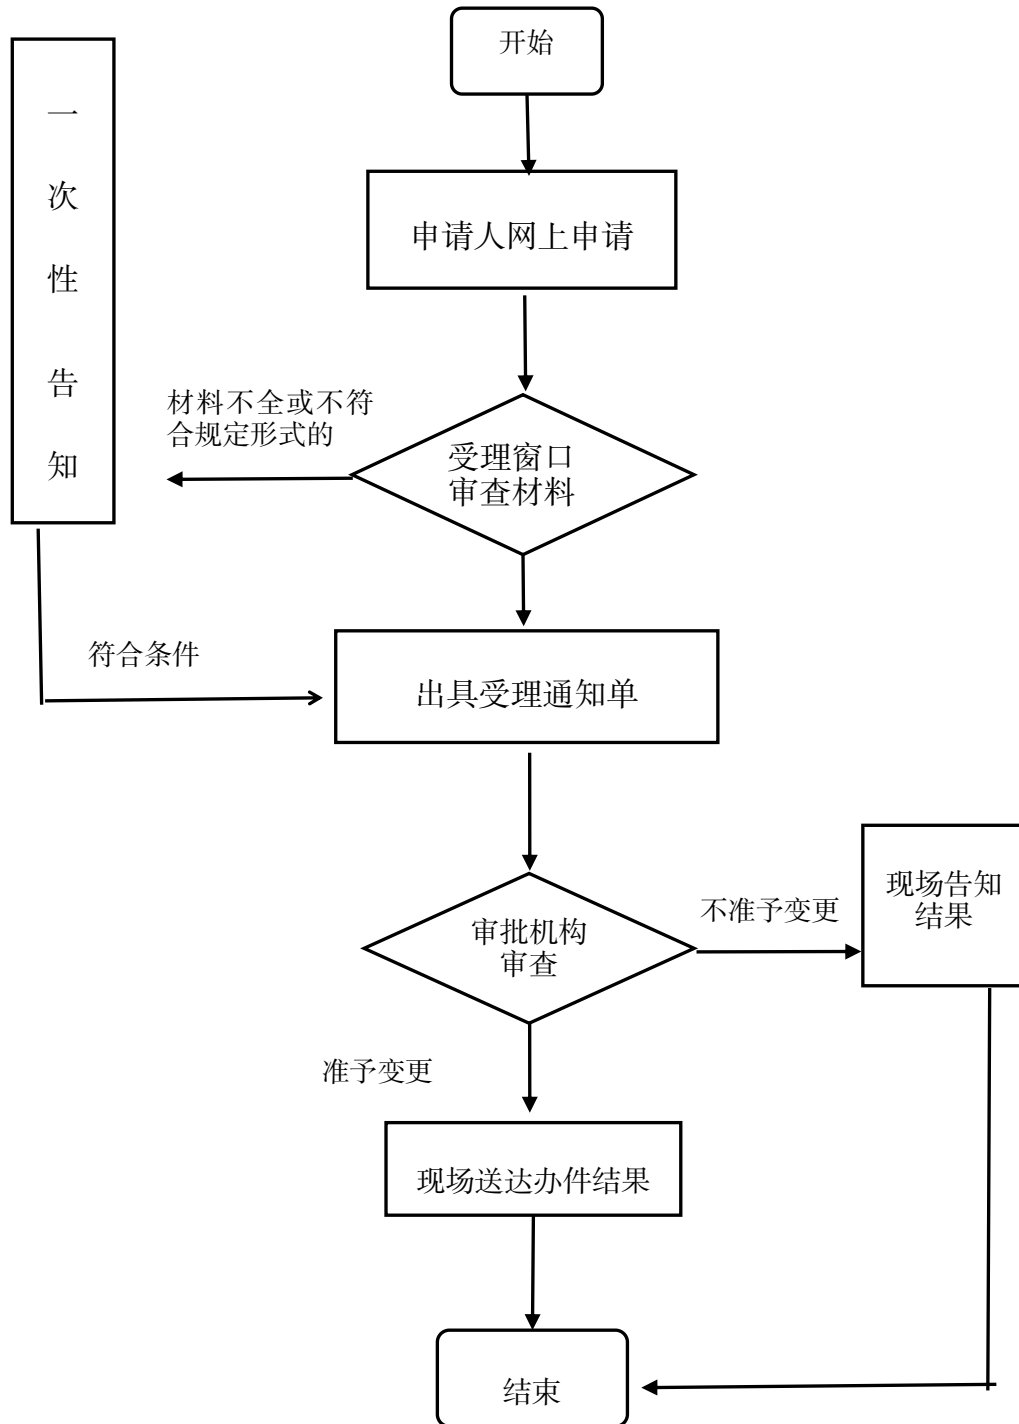 开始
一
次
性
告
知
申请人网上申请
材料不全或不符
合规定形式的
受理窗口
审查材料
符合条件
出具受理通知单
审批机构
审查
不准予变更
现场告知
结果
准予变更
现场送达办件结果
结束